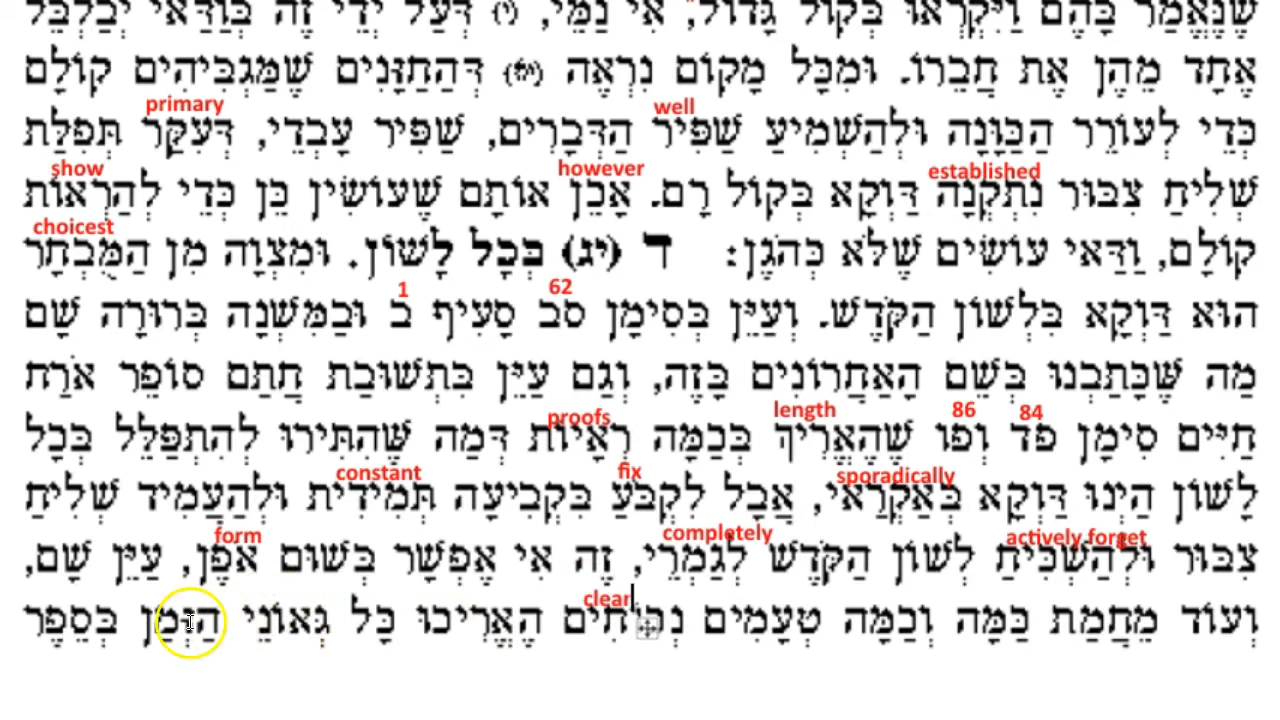 שֶׁנֶּאֱמַר בָּהֶם וַיִּקְרְאוּ בְּקוֹל גָּדוֹל, אִי נַמֵּי, (י) דְּעַל יְדֵי זֶה בְּוַדַּאי יְבַלְבֵּל
אֶחָד מֵהֶן אֶת חֲבֵרוֹ. וּמִכָּל מָקוֹם נִרְאֶה דְּהַחַזָּנִים שֶׁמַּגְבִּיהִים קוֹלָם
well primary
כְּדֵי לְעוֹרֵר הַכַּוָּנָה וּלְהַשְׁמִיעַ שַׁפִּיר הַדְּבָרִים, שַׁפִּיר עָבְדֵי, דְּעִקַּר תְּפִלַּת
established however show
שְׁלִיחַ צִבּוּר נִתְקְנָה דַּוְקָא בְּקוֹל רָם. אָכֵן אוֹתָם שֶׁעוֹשִׂין כֵּן כְּדֵי לְהַרְאוֹת
choicest
קוֹלָם, וַדַּאי עוֹשִׂים שֶׁלֹּא כְּהֹגֶן: ד (יג) בְּכָל לָשׁוֹן. וּמִצְוָה מִן הַמֻּבְחָר
62 1
הוּא דַּוְקָא בִּלְשׁוֹן הַקֹּדֶשׁ. וְעַיֵּן בְּסִימָן סב סָעִיף ב וּבַמִּשְׁנָה בְּרוּרָה שָׁם
מַה שֶּׁכָּתַבְנוּ בְּשֵׁם הָאַחֲרוֹנִים בָּזֶה, וְגַם עַיֵּן בִּתְשׁוּבַת חֲתַם סוֹפֵר אֹרַח
84 86 length proofs
חַיִּים סִימָן פד וְפו שֶׁהֶאֱרִיךְ בְּכַמָּה רְאָיוֹת דְּמַה שֶּׁהִתִּירוּ לְהִתְפַּלֵּל בְּכָל
sporadically fix constant
לָשׁוֹן הַיְנוּ דַּוְקָא בְּאַקְרַאי, אֲבָל לִקְבֹּעַ בִּקְבִיעָה תְּמִידִית וּלְהַעֲמִיד שְׁלִיחַ
actively forget completely form
צִבּוּר וּלְהַשְׁכִּיחַ לְשׁוֹן הַקֹּדֶשׁ לְגַמְרֵי, זֶה אִי אֶפְשָׁר בְּשׁוּם אֹפֶן, עַיֵּן שָׁם,
clear
וְעוֹד מֵחֲמַת כַּמָּה וְכַמָּה טְעָמִים נְכוֹחִים הֶאֱרִיכוּ כָּל גְּאוֹנֵי הַזְּמַן בְּסֵפֶר